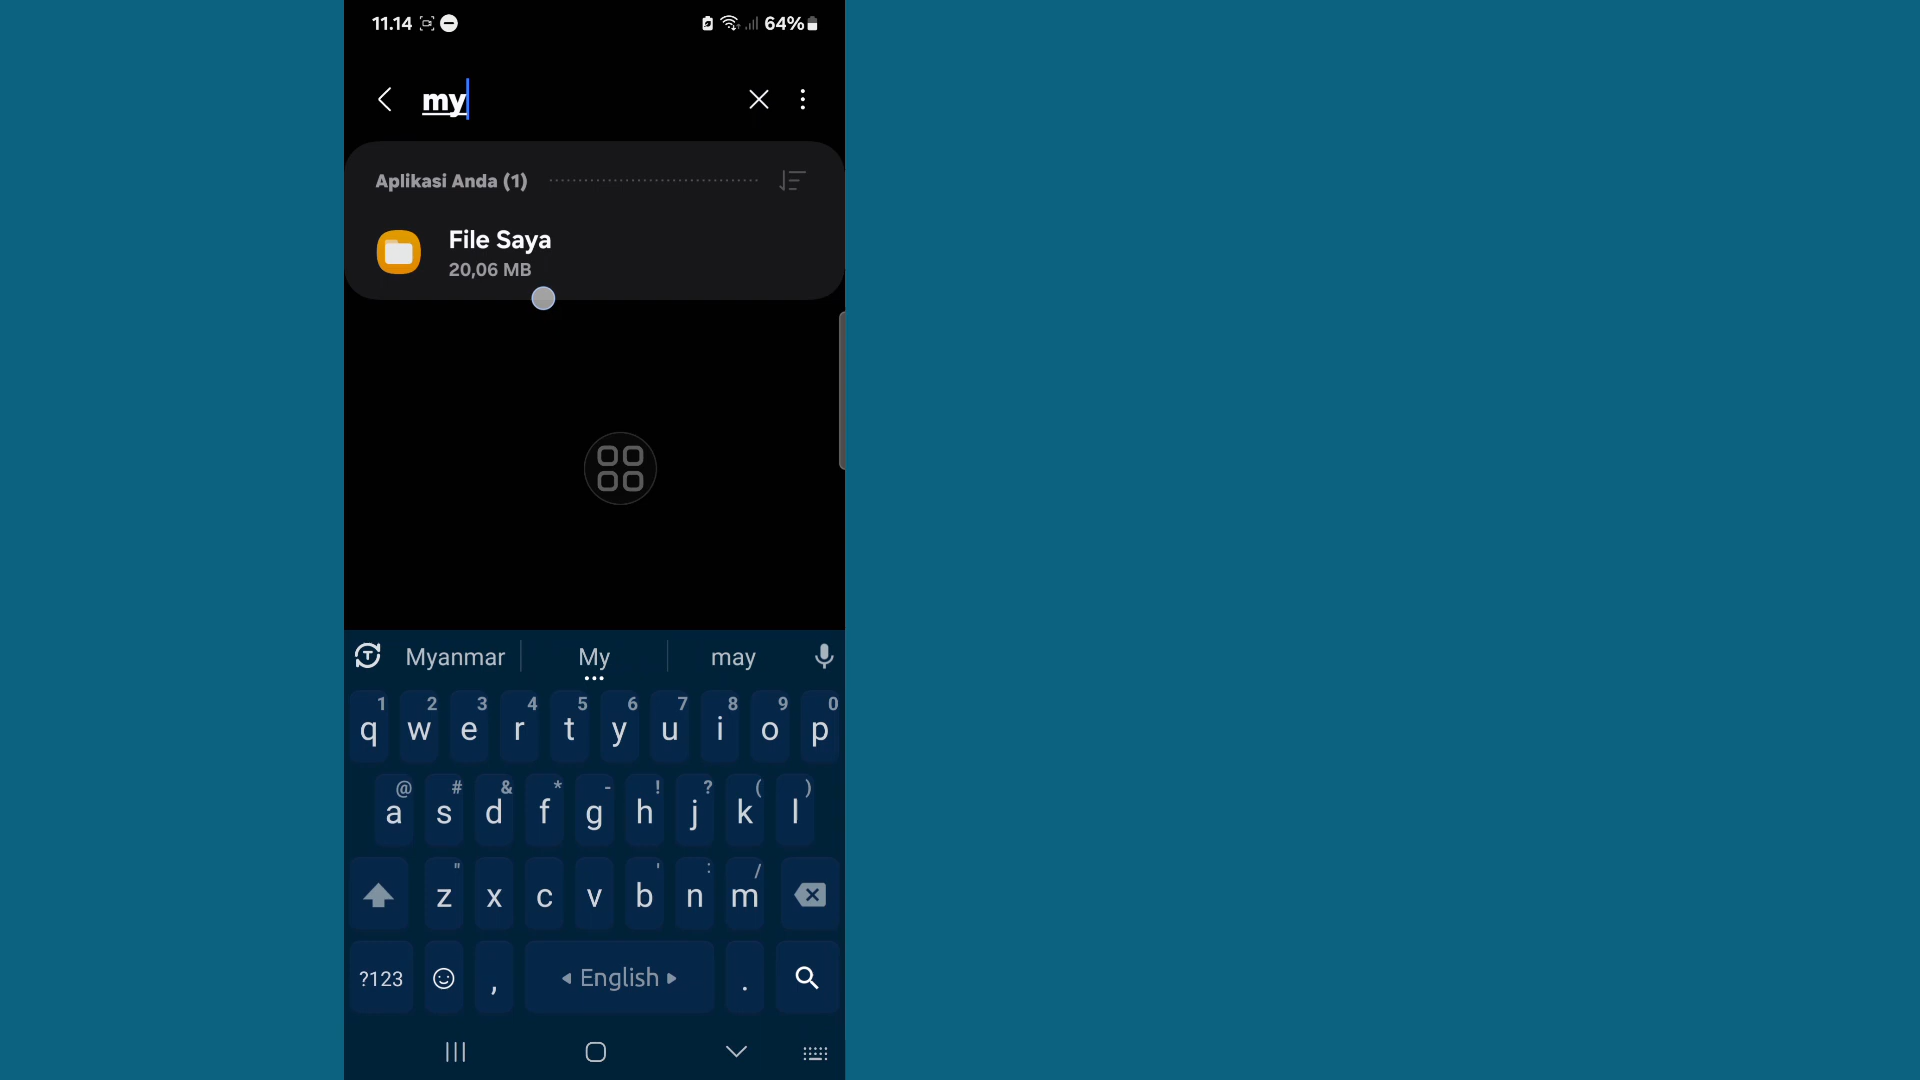 11.14
64%
my
Aplikasi Anda (1)
File Saya
20,06 MB
Myanmar
My
may
1 2 3 4 5 6 7 8 9 0
q w e r t y u i o p
@ # & * - ! ? ( )
a s d f g h j k l
" ' : /
z x c v b n m
?123 , English .